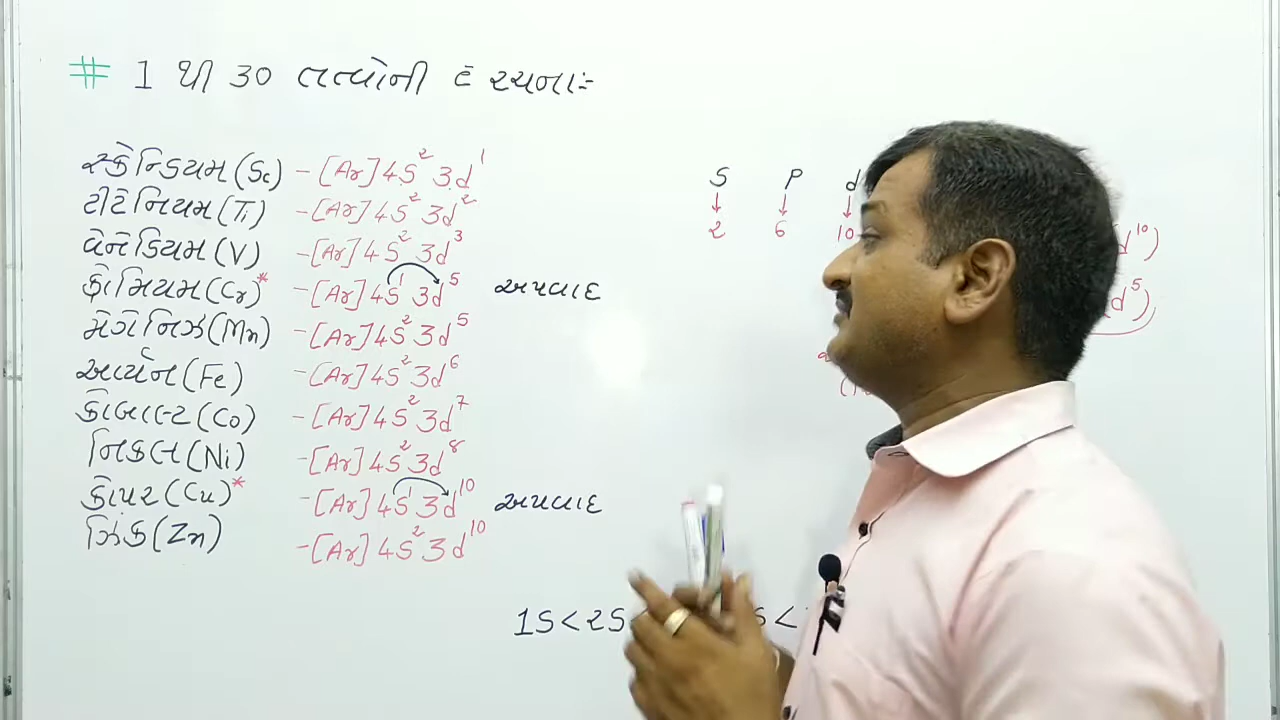 # 1 થી 30 તત્વોની ઈ રચના:-
સ્કેન્ડિયમ (Sc) - [Ar] 4S² 3d¹
ટીટેનિયમ (Ti) - [Ar] 4S² 3d²
વેનેડિયમ (V) - [Ar] 4S² 3d³
ક્રોમિયમ (Cr)* - [Ar] 4S¹ 3d⁵ અપવાદ
મેંગેનિઝ (Mn) - [Ar] 4S² 3d⁵
આયર્ન (Fe) - [Ar] 4S² 3d⁶
કોબાલ્ટ (Co) - [Ar] 4S² 3d⁷
નિકલ (Ni) - [Ar] 4S² 3d⁸
કોપર (Cu)* - [Ar] 4S¹ 3d¹⁰ અપવાદ
ઝિંક (Zn) - [Ar] 4S² 3d¹⁰
S P d
↓ ↓ ↓
2 6 10
d¹⁰)
d⁵)
1S < 2S